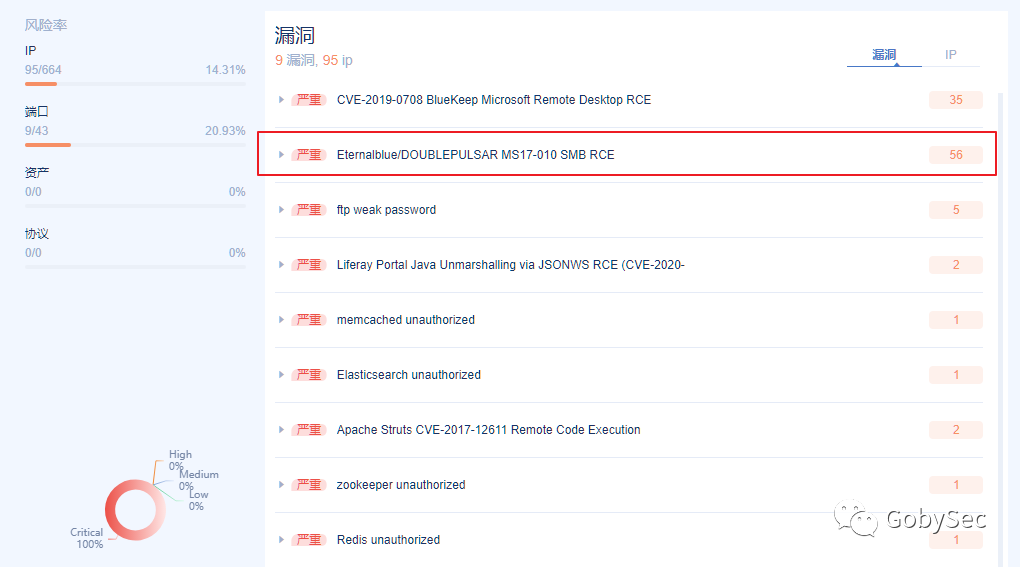 风险率
IP
95/664 14.31%
端口
9/43 20.93%
资产
0/0 0%
协议
0/0 0%
High
0%
Medium
0%
Low
0%
Critical
100%
漏洞
9 漏洞, 95 ip
漏洞 IP
严重 CVE-2019-0708 BlueKeep Microsoft Remote Desktop RCE 35
严重 Eternalblue/DOUBLEPULSAR MS17-010 SMB RCE 56
严重 ftp weak password 5
严重 Liferay Portal Java Unmarshalling via JSONWS RCE (CVE-2020- 2
严重 memcached unauthorized 1
严重 Elasticsearch unauthorized 1
严重 Apache Struts CVE-2017-12611 Remote Code Execution 2
严重 zookeeper unauthorized 1
严重 Redis unauthorized 1
GobySec